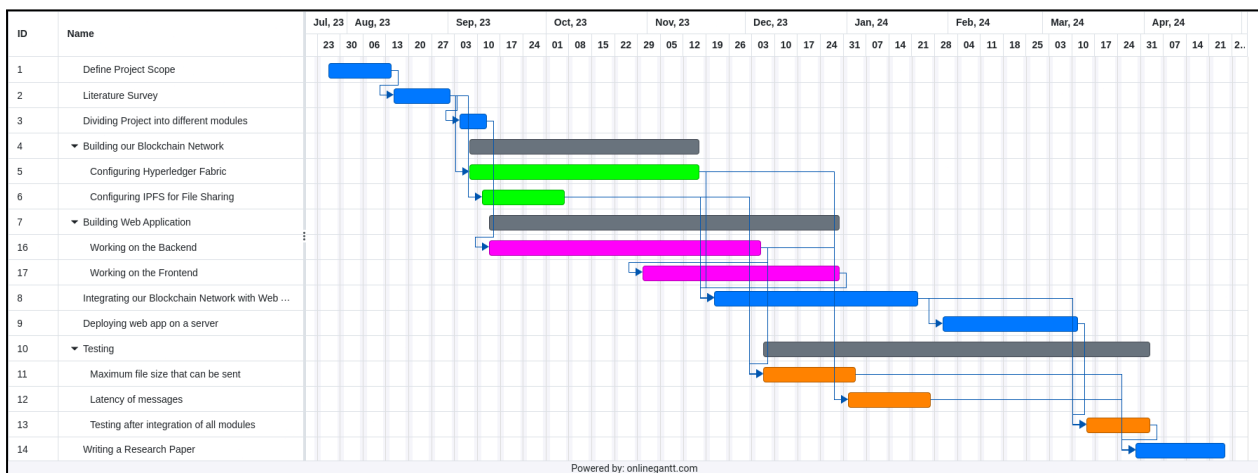 ID Name Jul, 23 Aug, 23 Sep, 23 Oct, 23 Nov, 23 Dec, 23 Jan, 24 Feb, 24 Mar, 24 Apr, 24
23 30 06 13 20 27 03 10 17 24 01 08 15 22 29 05 12 19 26 03 10 17 24 31 07 14 21 28 04 11 18 25 03 10 17 24 31 07 14 21 2..
1 Define Project Scope
2 Literature Survey
3 Dividing Project into different modules
4 Building our Blockchain Network
5 Configuring Hyperledger Fabric
6 Configuring IPFS for File Sharing
7 Building Web Application
16 Working on the Backend
17 Working on the Frontend
8 Integrating our Blockchain Network with Web ...
9 Deploying web app on a server
10 Testing
11 Maximum file size that can be sent
12 Latency of messages
13 Testing after integration of all modules
14 Writing a Research Paper
Powered by: onlinegantt.com